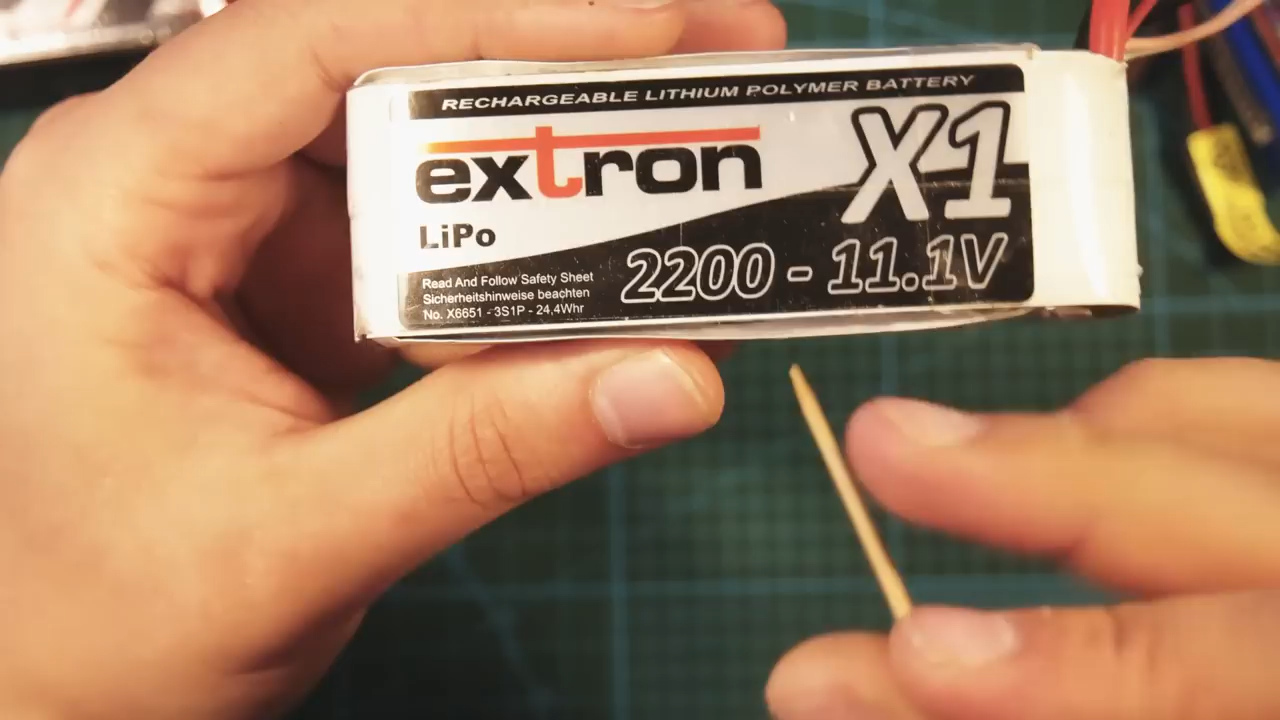 RECHARGEABLE LITHIUM POLYMER BATTERY
extron
X1
LiPo
2200 - 11.1V
Read And Follow Safety Sheet
Sicherheitshinweise beachten
No. X6651 - 3S1P - 24,4Whr